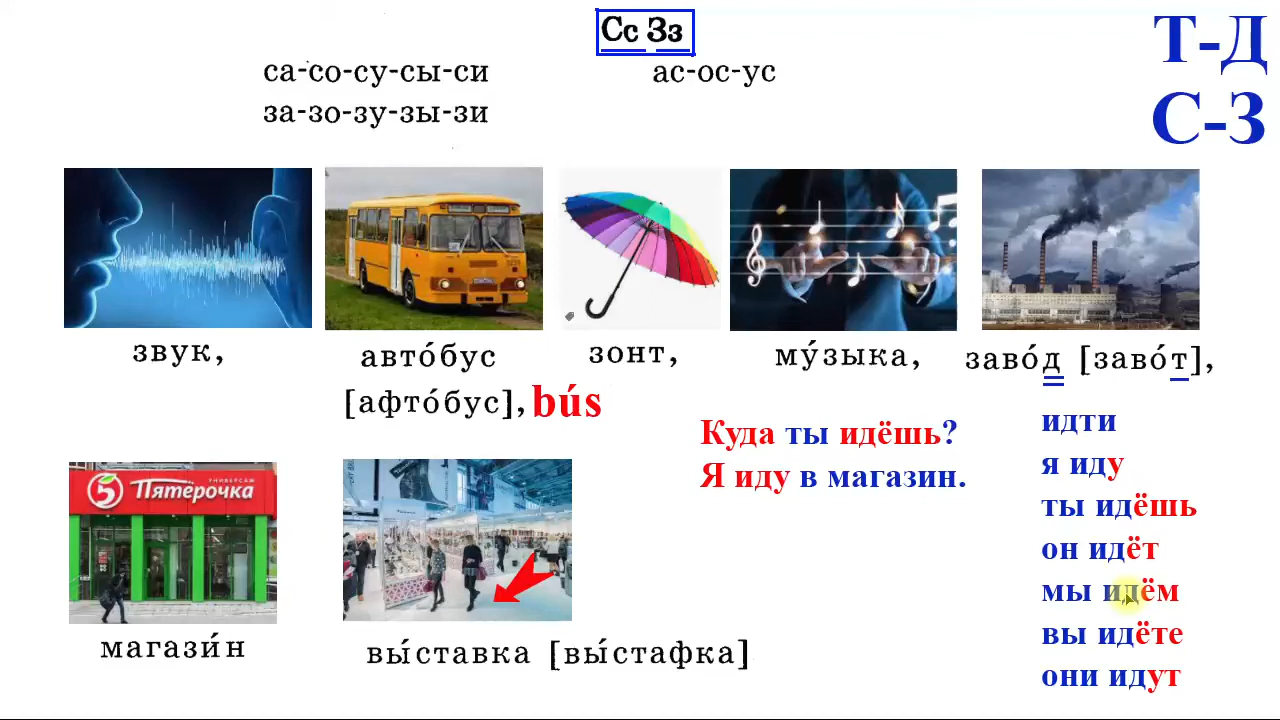 Сс Зз
Т-Д
С-З
са-со-су-сы-си
ас-ос-ус
за-зо-зу-зы-зи
звук,
авто́бус
[афто́бус], bús
зонт,
му́зыка,
заво́д [заво́т],
Куда ты идёшь?
Я иду в магазин.
идти
я иду
ты идёшь
он идёт
мы идём
вы идёте
они идут
5 Пятёрочка
УНИВЕРСАМ
магази́н
вы́ставка [вы́стафка]